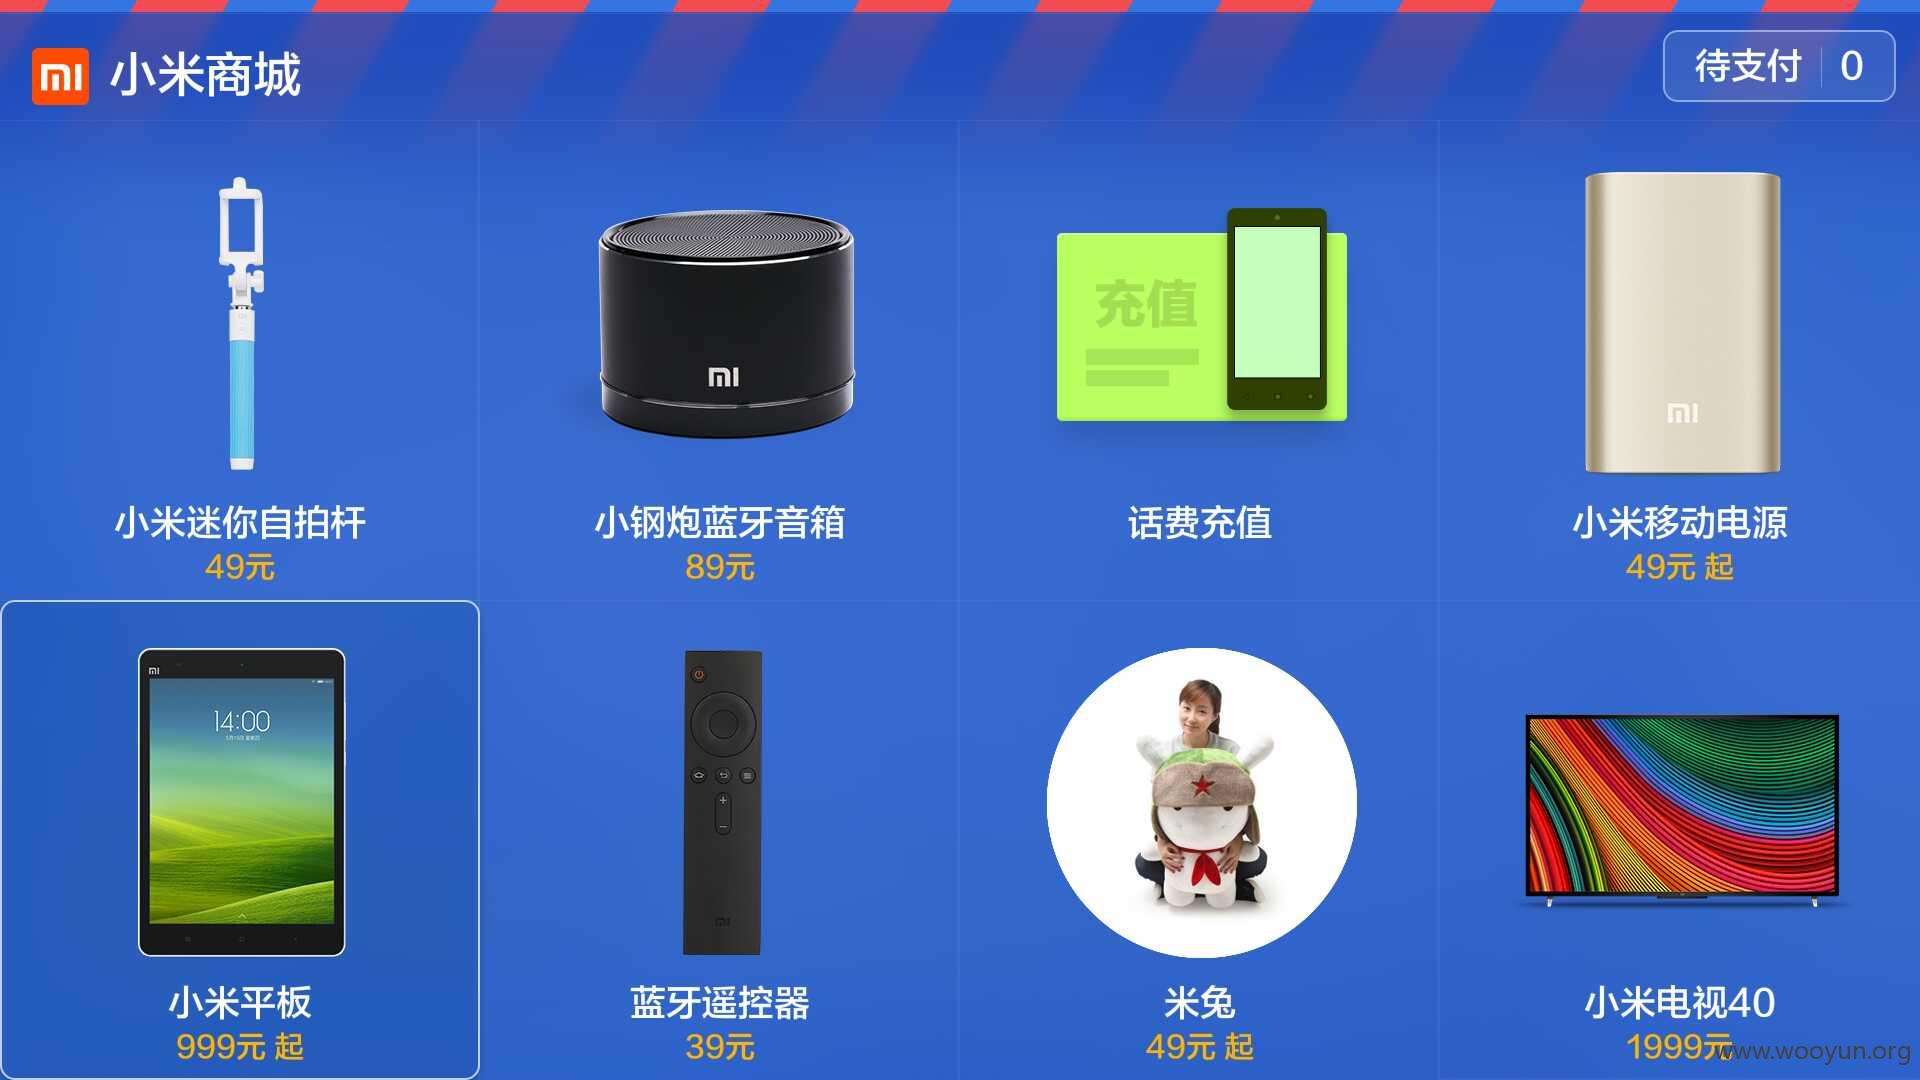 mi 小米商城
待支付 0
mi
充值
mi
小米迷你自拍杆
小钢炮蓝牙音箱
话费充值
小米移动电源
49元
89元
49元 起
mi
14:00
mi
小米平板
蓝牙遥控器
米兔
小米电视40
999元 起
39元
49元 起
1999元
www.wooyun.org